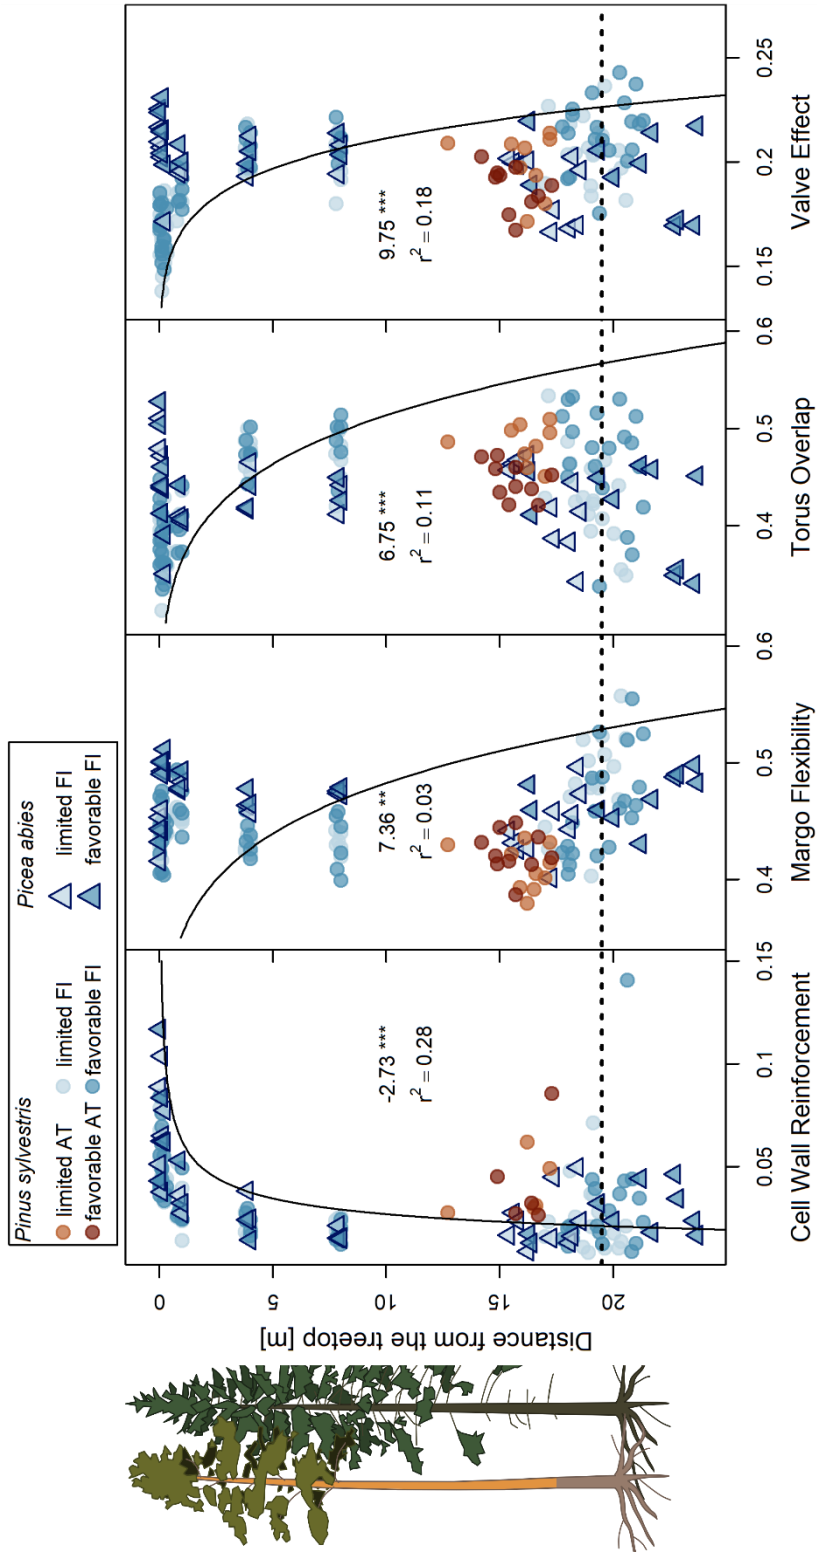 Pinus sylvestris
Picea abies
limited AT
limited FI
limited FI
favorable AT
favorable FI
favorable FI
Distance from the treetop [m]
0
5
10
15
20
-2.73 ***
r² = 0.28
7.36 **
r² = 0.03
6.75 ***
r² = 0.11
9.75 ***
r² = 0.18
0.05
0.1
0.15
0.4
0.5
0.6
0.4
0.5
0.6
0.15
0.2
0.25
Cell Wall Reinforcement
Margo Flexibility
Torus Overlap
Valve Effect